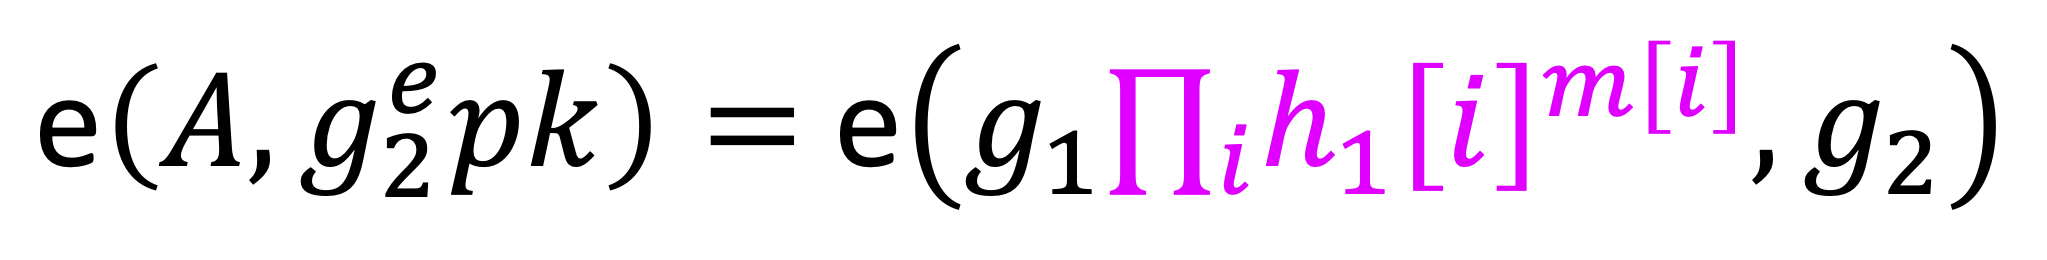 e(A, g₂ᵉpk) = e(g₁∏ᵢh₁[i]ᵐ[ⁱ], g₂)